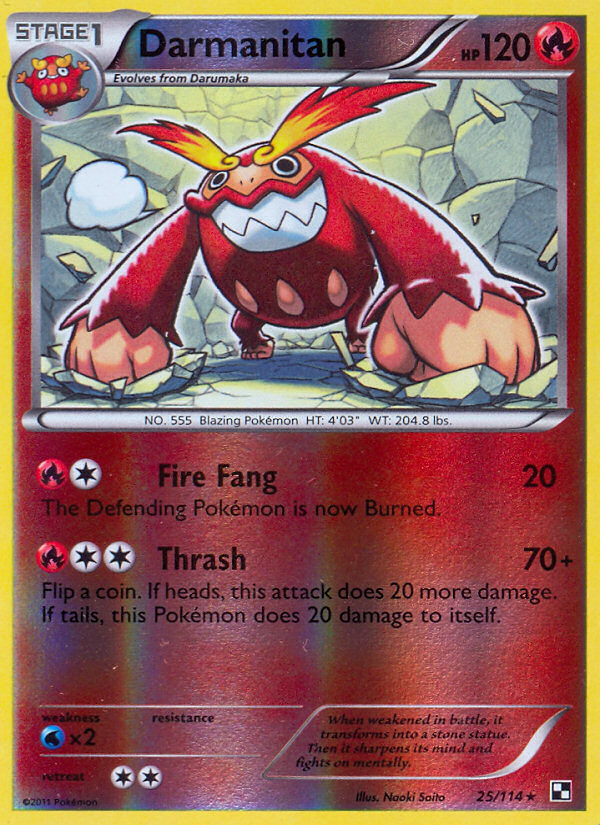 STAGE1
Darmanitan
HP120
Evolves from Darumaka
NO. 555 Blazing Pokémon HT: 4'03" WT: 204.8 lbs.
Fire Fang 20
The Defending Pokémon is now Burned.
Thrash 70+
Flip a coin. If heads, this attack does 20 more damage.
If tails, this Pokémon does 20 damage to itself.
weakness resistance
×2
retreat
When weakened in battle, it
transforms into a stone statue.
Then it sharpens its mind and
fights on mentally.
©2011 Pokémon
Illus. Naoki Saito 25/114★